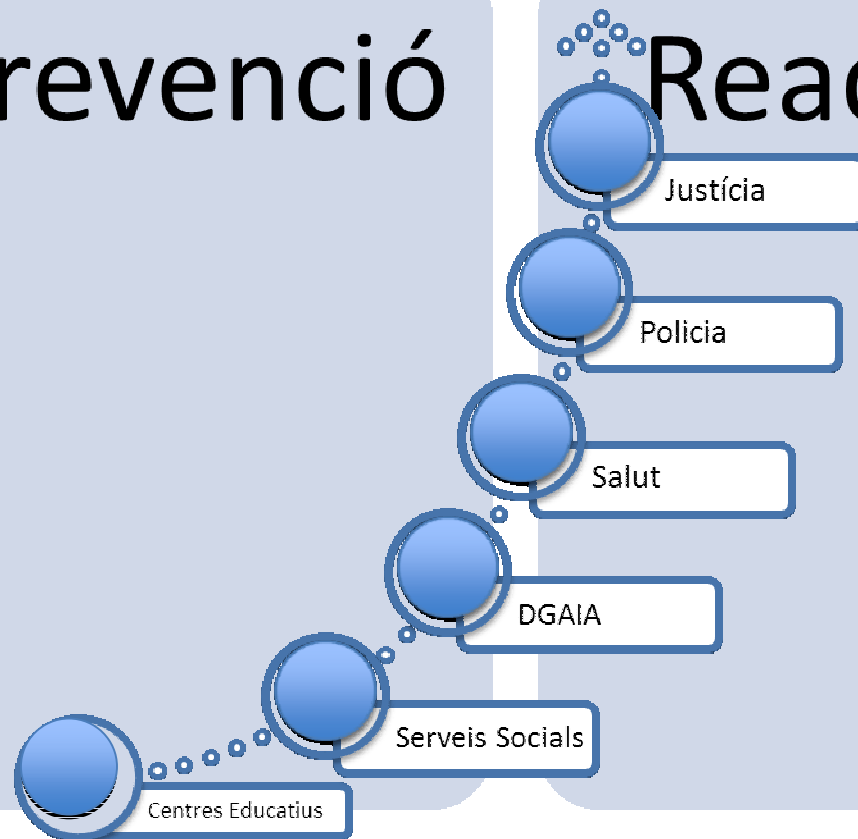 revenció
Reac
Justícia
Policia
Salut
DGAIA
Serveis Socials
Centres Educatius